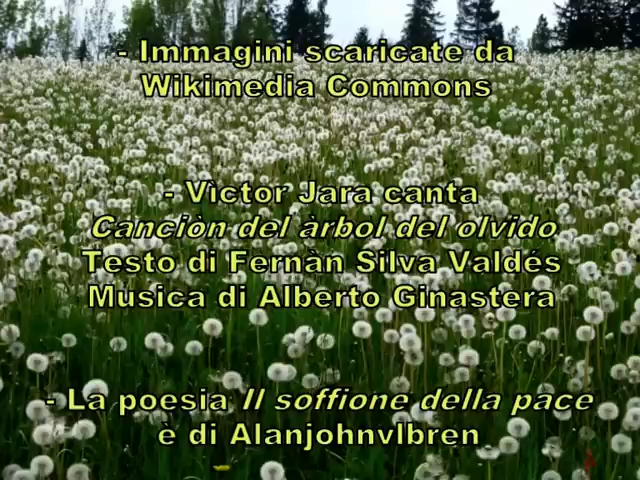 - Immagini scaricate da
Wikimedia Commons
- Vìctor Jara canta
Canciòn del àrbol del olvido
Testo di Fernàn Silva Valdés
Musica di Alberto Ginastera
- La poesia Il soffione della pace
è di Alanjohnvlbren